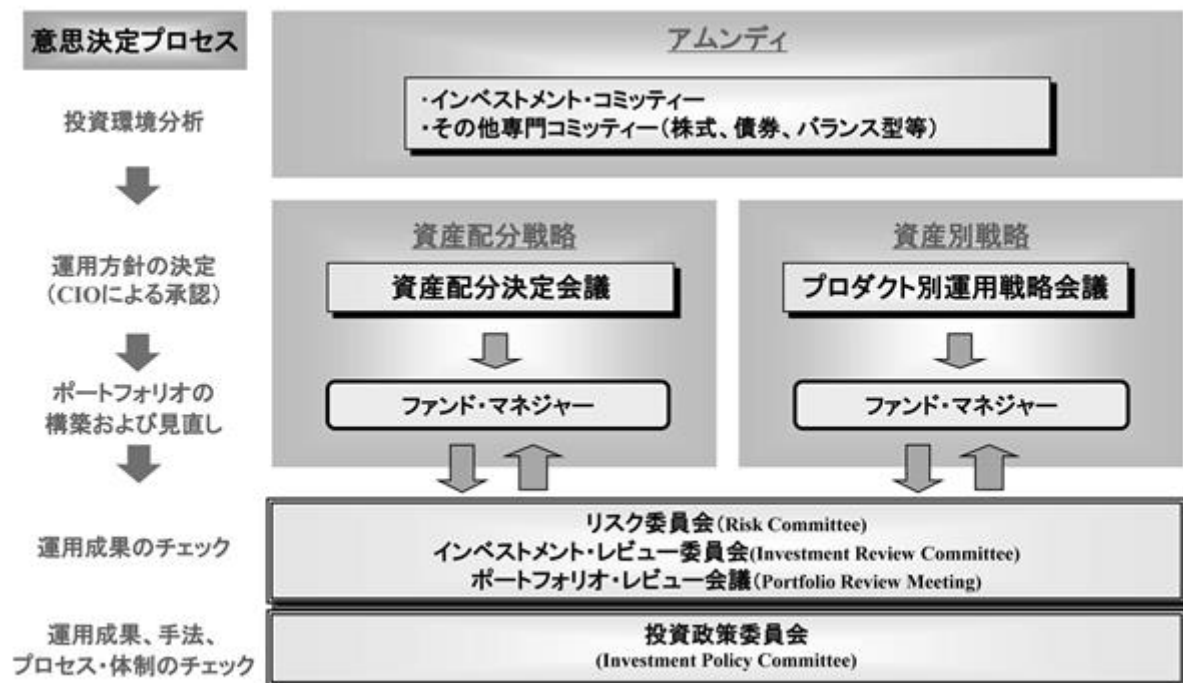 意思決定プロセス
アムンディ
投資環境分析
・インベストメント・コミッティー
・その他専門コミッティー(株式、債券、バランス型等)
運用方針の決定
(CIOによる承認)
資産配分戦略
資産配分決定会議
資産別戦略
プロダクト別運用戦略会議
ポートフォリオの
構築および見直し
ファンド・マネジャー
ファンド・マネジャー
運用成果のチェック
リスク委員会(Risk Committee)
インベストメント・レビュー委員会(Investment Review Committee)
ポートフォリオ・レビュー会議(Portfolio Review Meeting)
運用成果、手法、
プロセス・体制のチェック
投資政策委員会
(Investment Policy Committee)